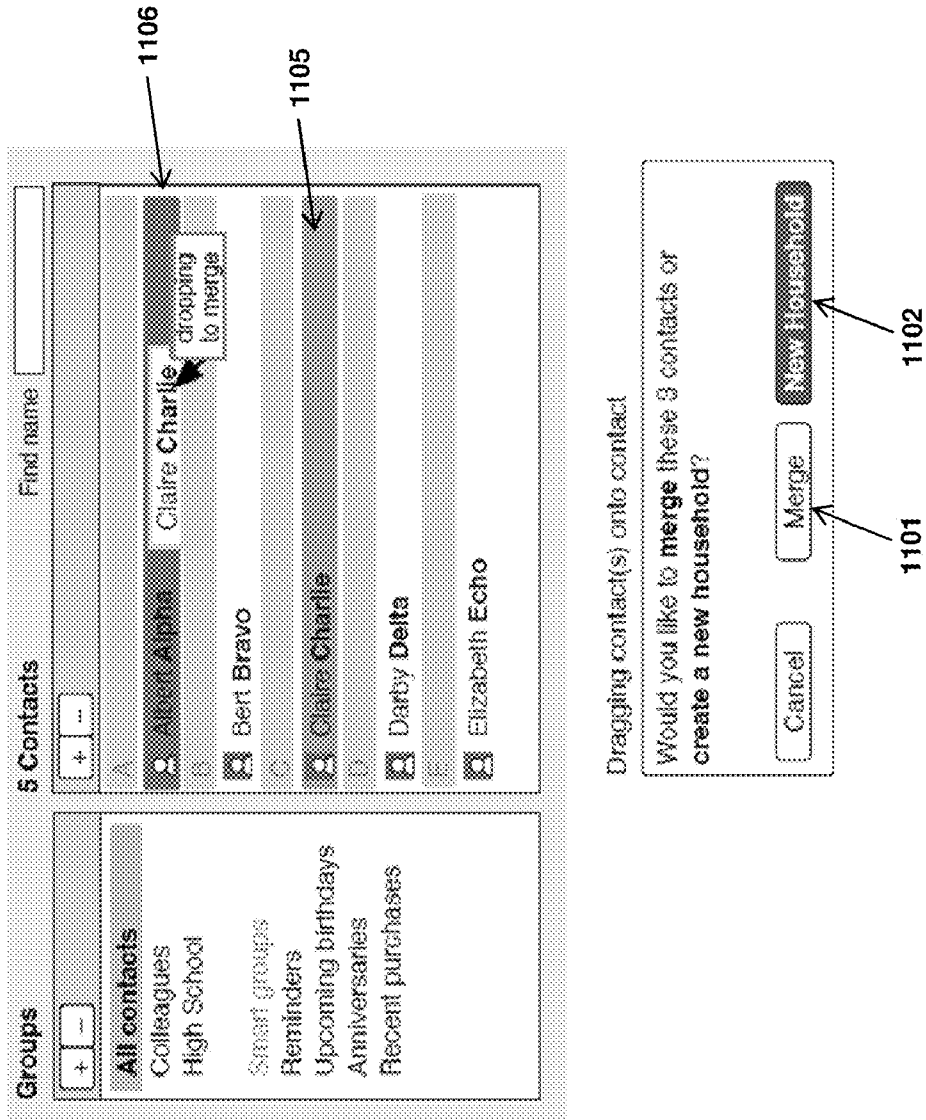 Groups
+ -
All contacts
Colleagues
High School
Smart groups
Reminders
Upcoming birthdays
Anniversaries
Recent purchases
5 Contacts
Find name
+ -
A
Albert Alpha
Claire Charlie
dropping
to merge
B
Bert Bravo
C
Claire Charlie
Darby Delta
E
Elizabeth Echo
1106
1105
Dragging contact(s) onto contact
Would you like to merge these 3 contacts or
create a new household?
Cancel
Merge
New Household
1101
1102